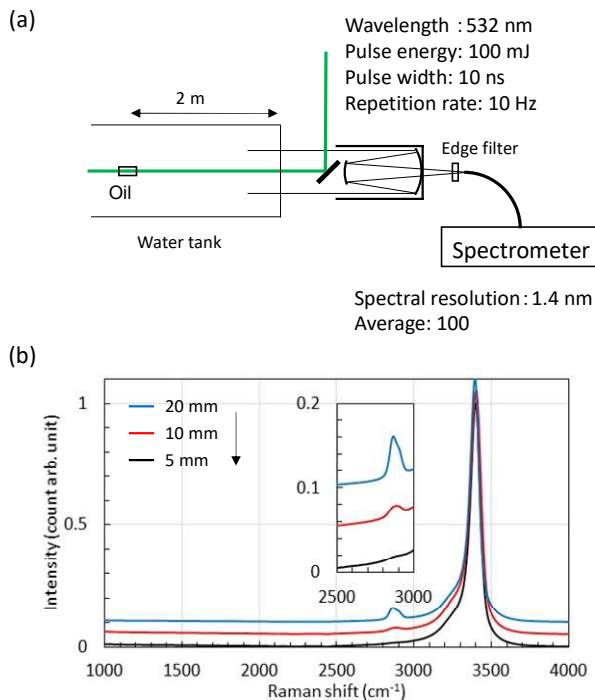 (a)
Wavelength : 532 nm
Pulse energy: 100 mJ
Pulse width: 10 ns
Repetition rate: 10 Hz
2 m
Edge filter
Oil
Water tank
Spectrometer
Spectral resolution : 1.4 nm
Average: 100
(b)
Intensity (count arb. unit)
1
0.5
0
20 mm
10 mm
5 mm
0.2
0.1
0
2500 3000
1000 1500 2000 2500 3000 3500 4000
Raman shift (cm⁻¹)